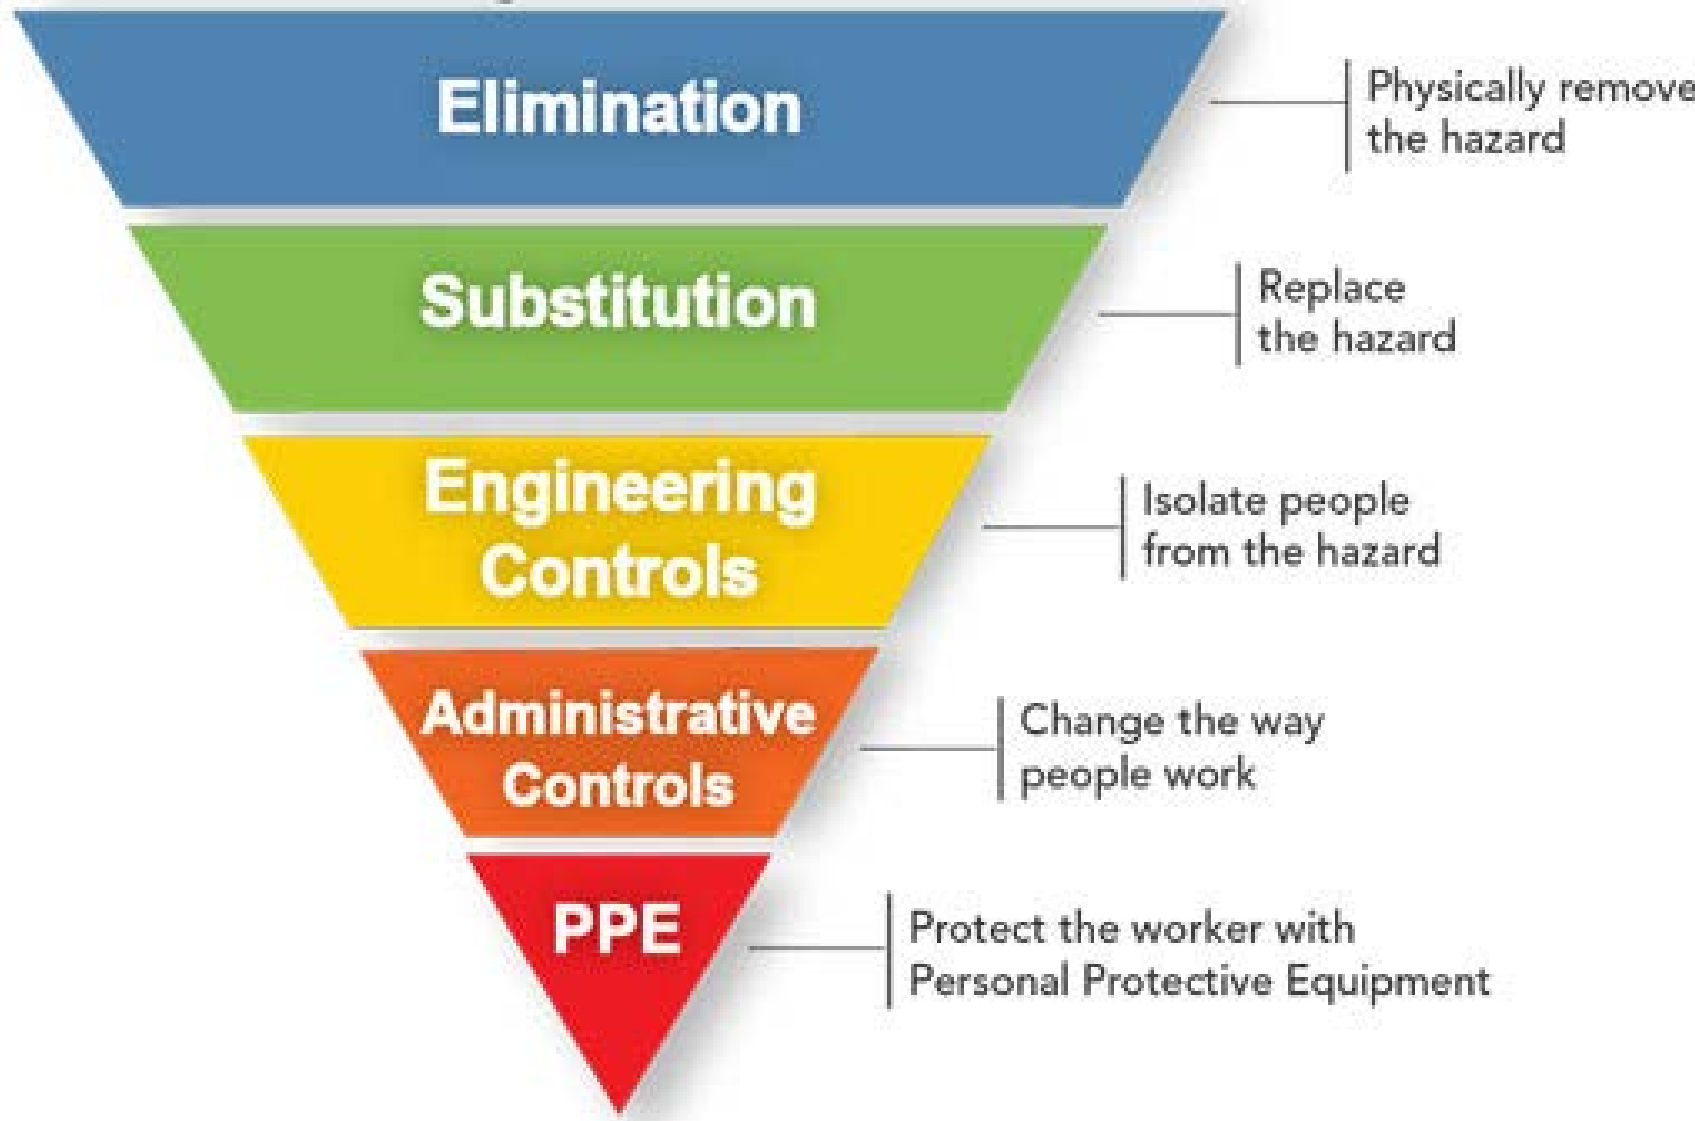 Elimination
Physically remove
the hazard
Substitution
Replace
the hazard
Engineering
Controls
Isolate people
from the hazard
Administrative
Controls
Change the way
people work
PPE
Protect the worker with
Personal Protective Equipment